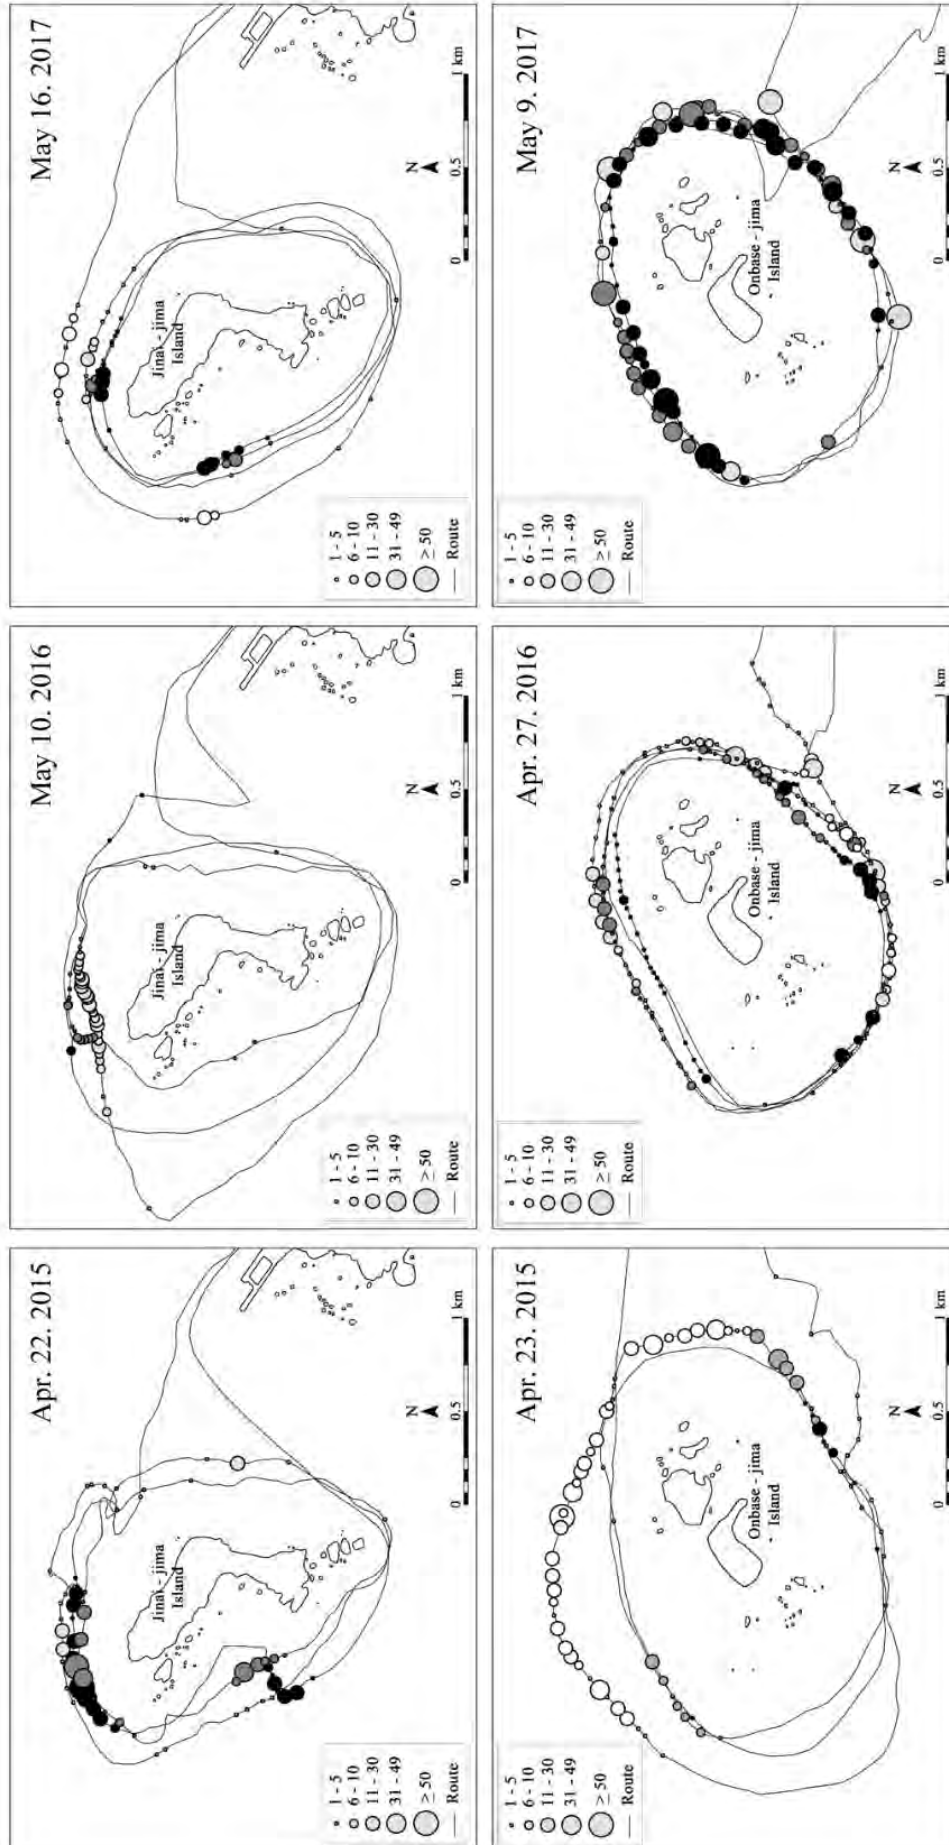 Apr. 22. 2015
Jinai - jima
Island
1 - 5
6 - 10
11 - 30
31 - 49
≥ 50
Route
N
0 0.5 1 km
May 10. 2016
Jinai - jima
Island
1 - 5
6 - 10
11 - 30
31 - 49
≥ 50
Route
N
0 0.5 1 km
May 16. 2017
Jinai - jima
Island
1 - 5
6 - 10
11 - 30
31 - 49
≥ 50
Route
N
0 0.5 1 km
Apr. 23. 2015
Onbase - jima
Island
1 - 5
6 - 10
11 - 30
31 - 49
≥ 50
Route
N
0 0.5 1 km
Apr. 27. 2016
Onbase - jima
Island
1 - 5
6 - 10
11 - 30
31 - 49
≥ 50
Route
N
0 0.5 1 km
May 9. 2017
Onbase - jima
Island
1 - 5
6 - 10
11 - 30
31 - 49
≥ 50
Route
N
0 0.5 1 km